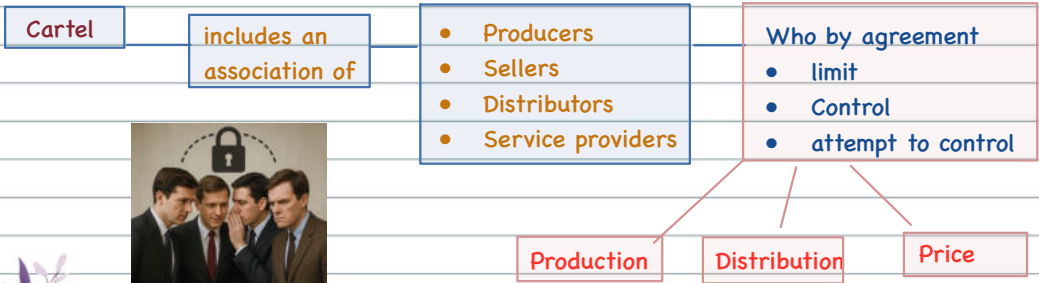 Cartel
includes an
association of
• Producers
• Sellers
• Distributors
• Service providers
Who by agreement
• limit
• Control
• attempt to control
Production
Distribution
Price